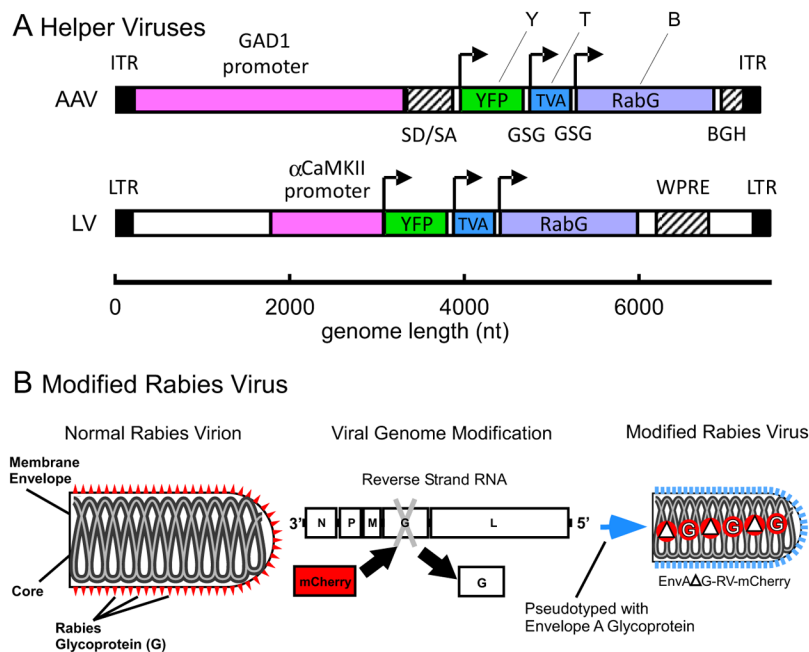 A Helper Viruses
Y T B
GAD1
promoter
ITR ITR
AAV YFP TVA RabG
SD/SA GSG GSG BGH
αCaMKII
promoter
LTR WPRE LTR
LV YFP TVA RabG
0 2000 4000 6000
genome length (nt)
B Modified Rabies Virus
Normal Rabies Virion
Viral Genome Modification
Modified Rabies Virus
Membrane
Envelope
Core
Rabies
Glycoprotein (G)
Reverse Strand RNA
3' N P M G L 5'
mCherry
G
Pseudotyped with
Envelope A Glycoprotein
Δ G Δ G Δ G
EnvAΔG-RV-mCherry